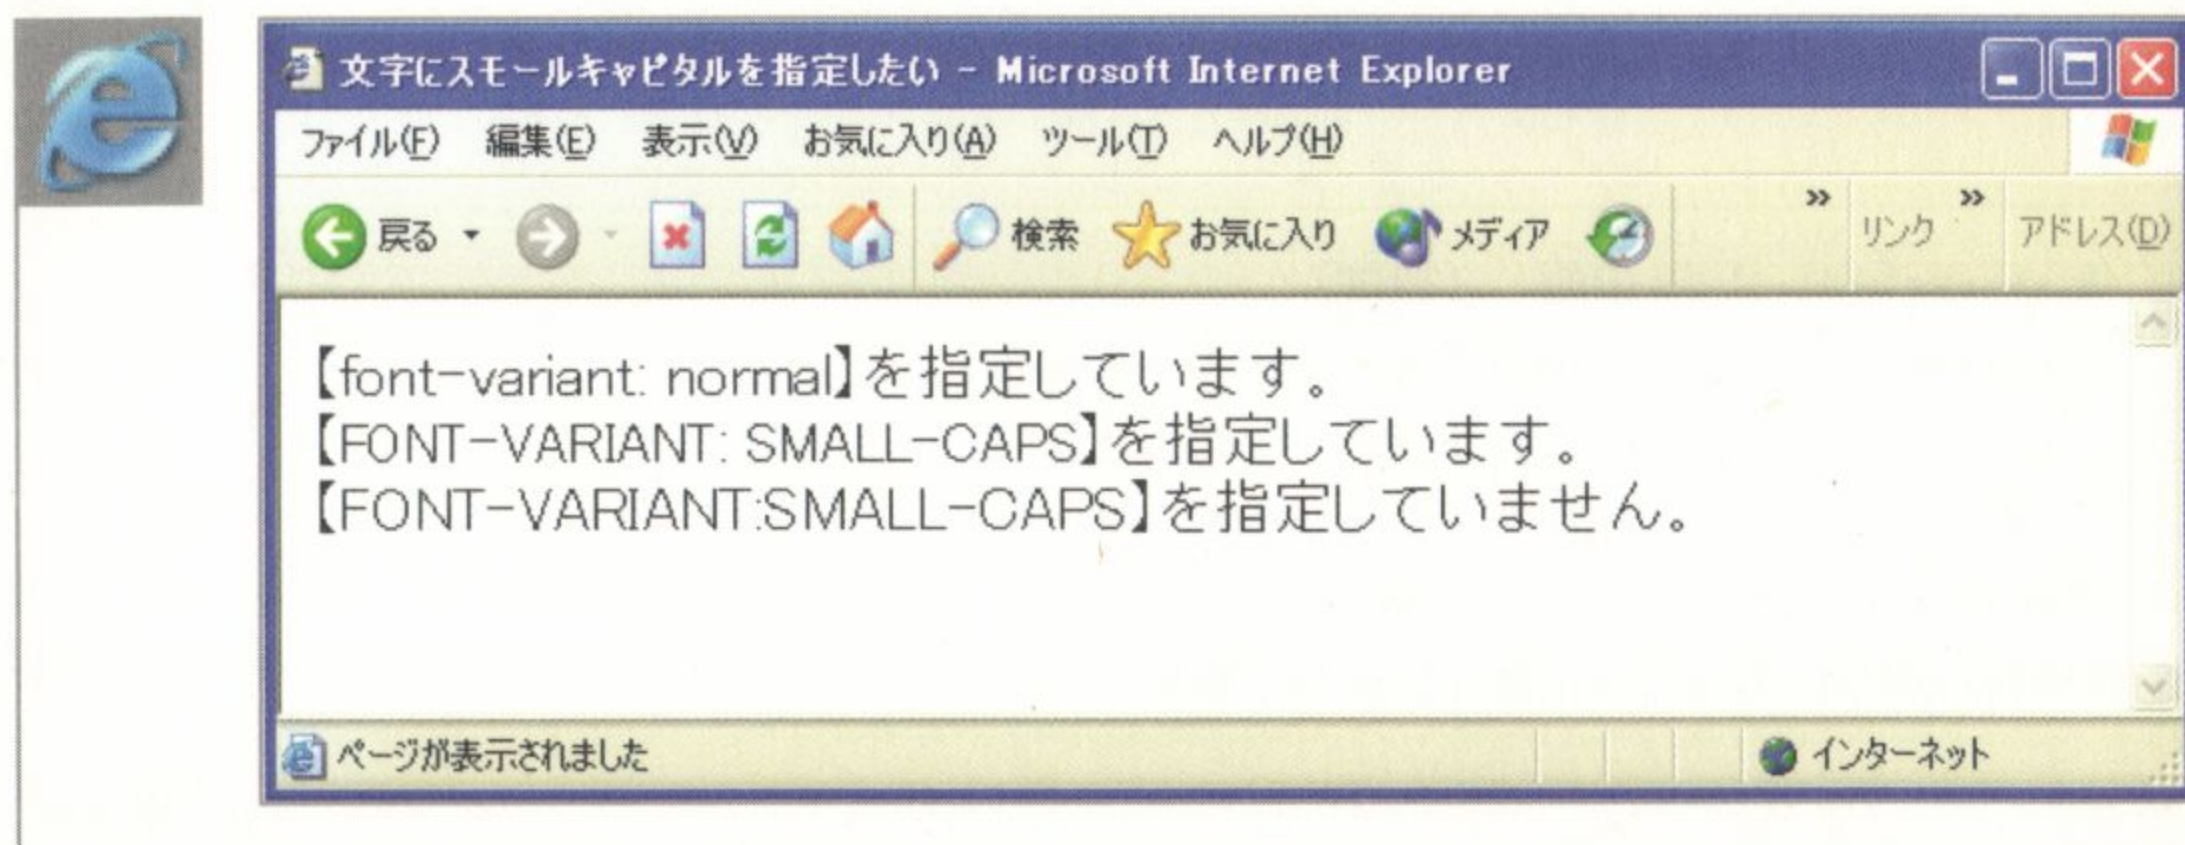 文字にスモールキャピタルを指定したい - Microsoft Internet Explorer
ファイル(F) 編集(E) 表示(V) お気に入り(A) ツール(T) ヘルプ(H)
戻る 検索 お気に入り メディア » リンク » アドレス(D)
【font-variant: normal】を指定しています。
【FONT-VARIANT: SMALL-CAPS】を指定しています。
【FONT-VARIANT:SMALL-CAPS】を指定していません。
ページが表示されました インターネット